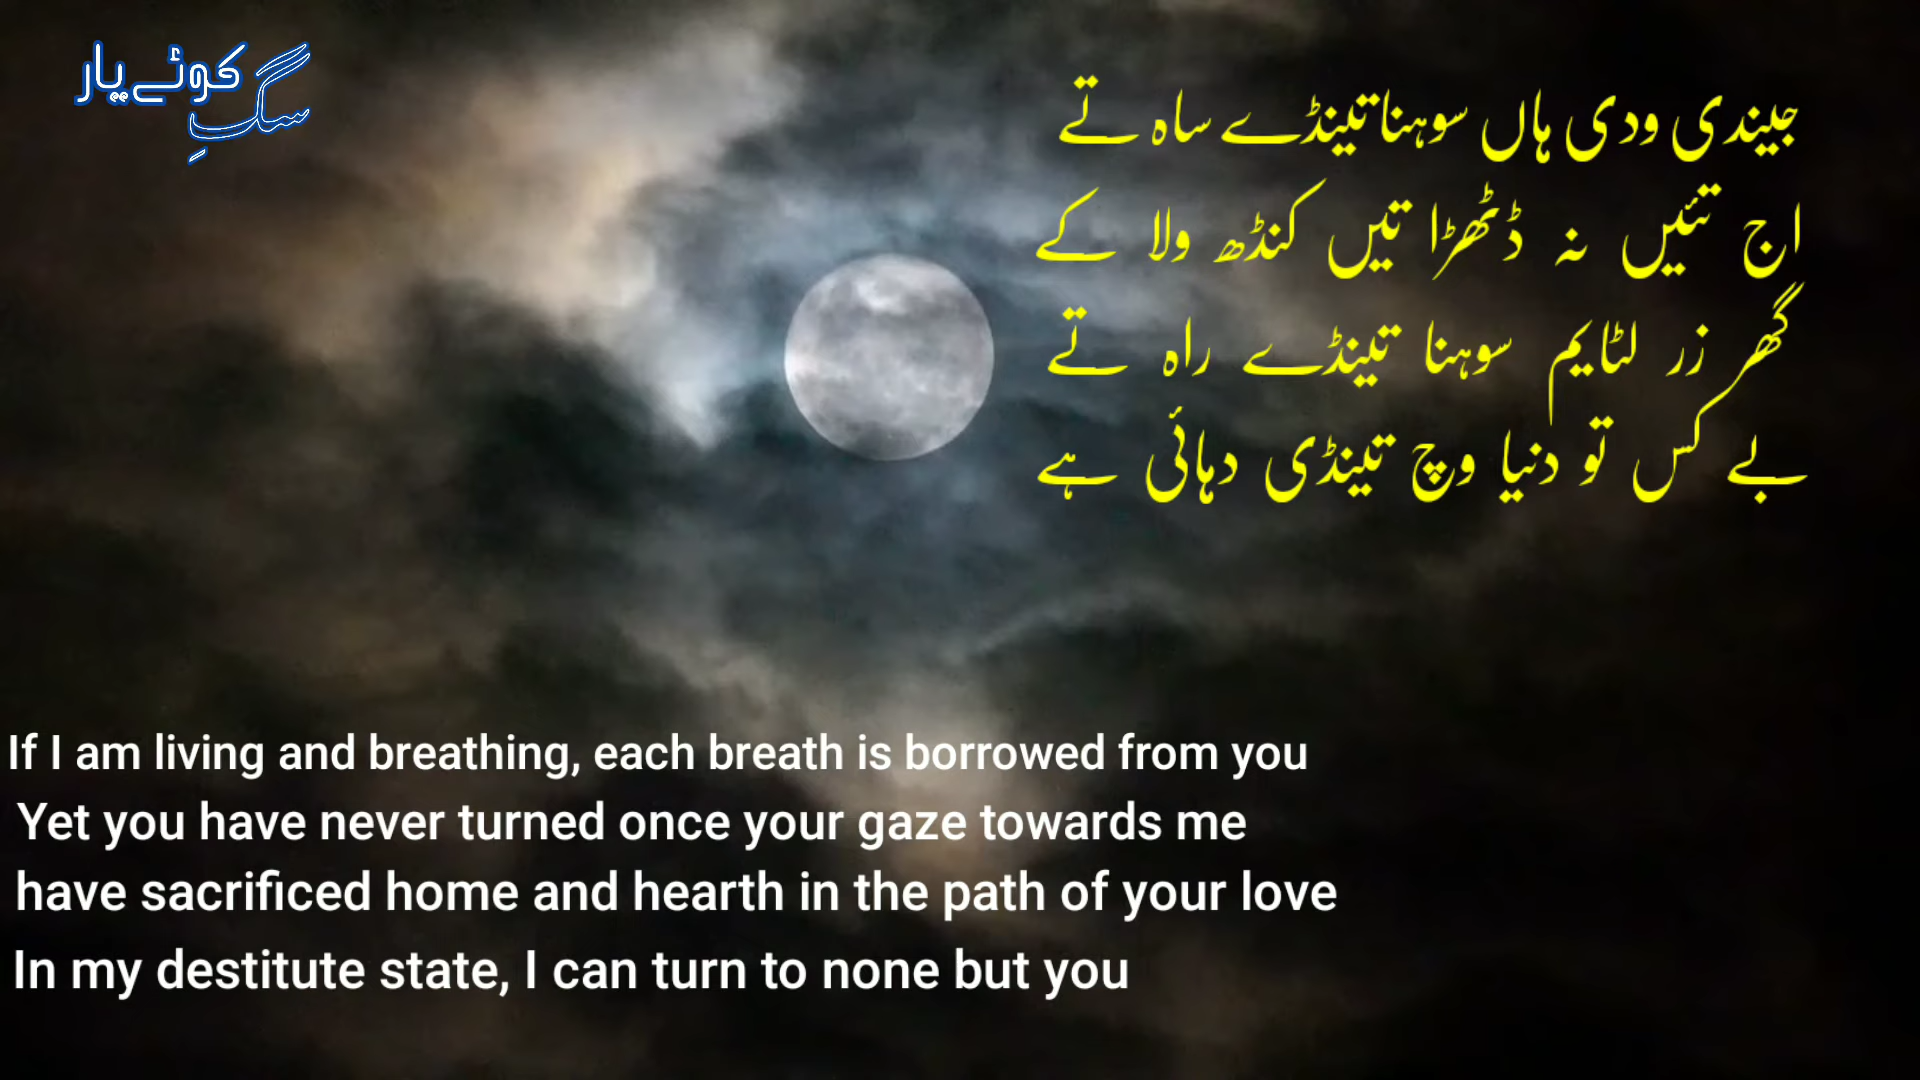 سگِ کوئے یار
جیندی ودی ہاں سوہنا تینڈے ساہ تے
اج تئیں نہ ڈٹھڑا تیں کنڈھ ولا کے
گھر زر لٹایم سوہنا تینڈے راہ تے
بے کس تو دنیا وچ تینڈی دہائی ہے
If I am living and breathing, each breath is borrowed from you
Yet you have never turned once your gaze towards me
have sacrificed home and hearth in the path of your love
In my destitute state, I can turn to none but you